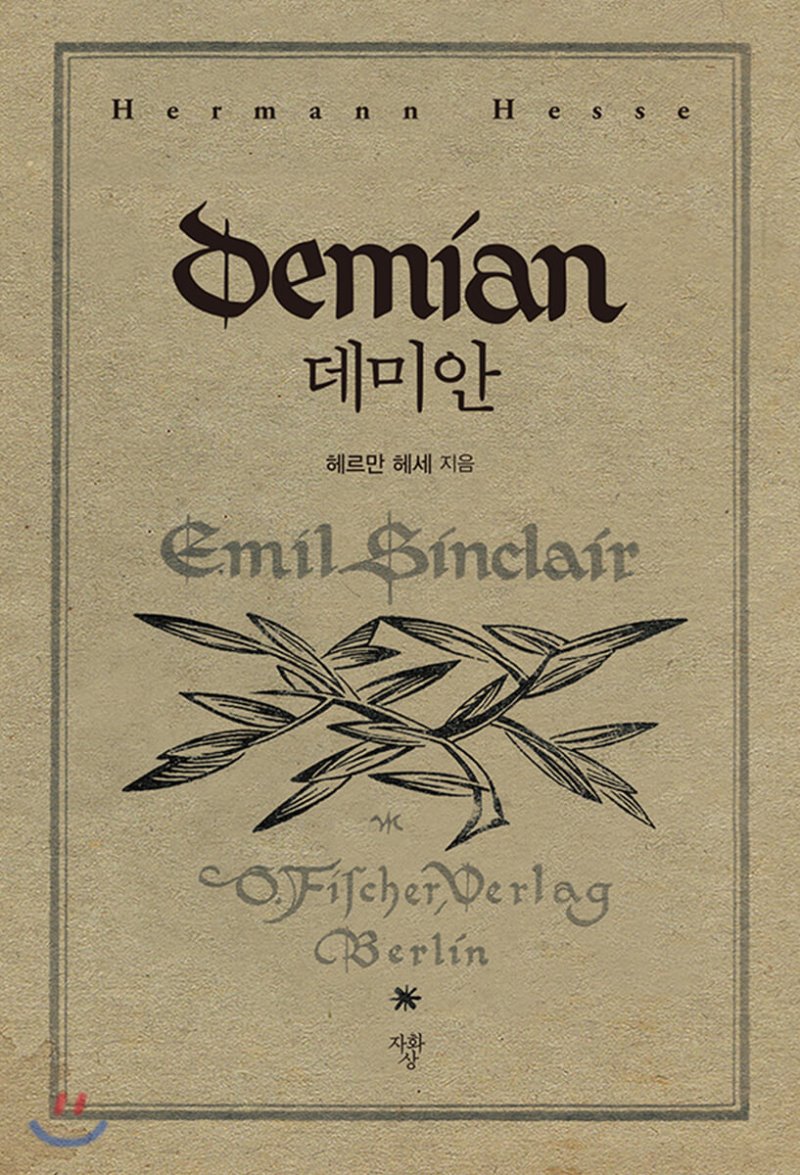 Hermann Hesse
Demian
데미안
헤르만 헤세 지음
Emil Sinclair
S. Fiſcher, Verlag
Berlin
*
자화
상